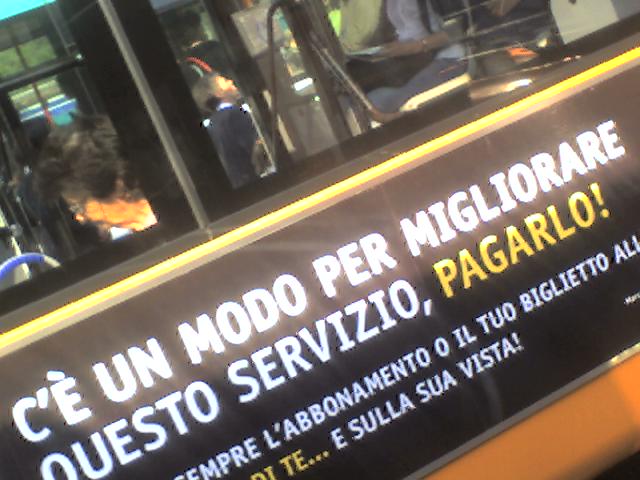 C'È UN MODO PER MIGLIORARE
QUESTO SERVIZIO, PAGARLO!
SEMPRE L'ABBONAMENTO O IL TUO BIGLIETTO ALL
DI TE... E SULLA SUA VISTA!